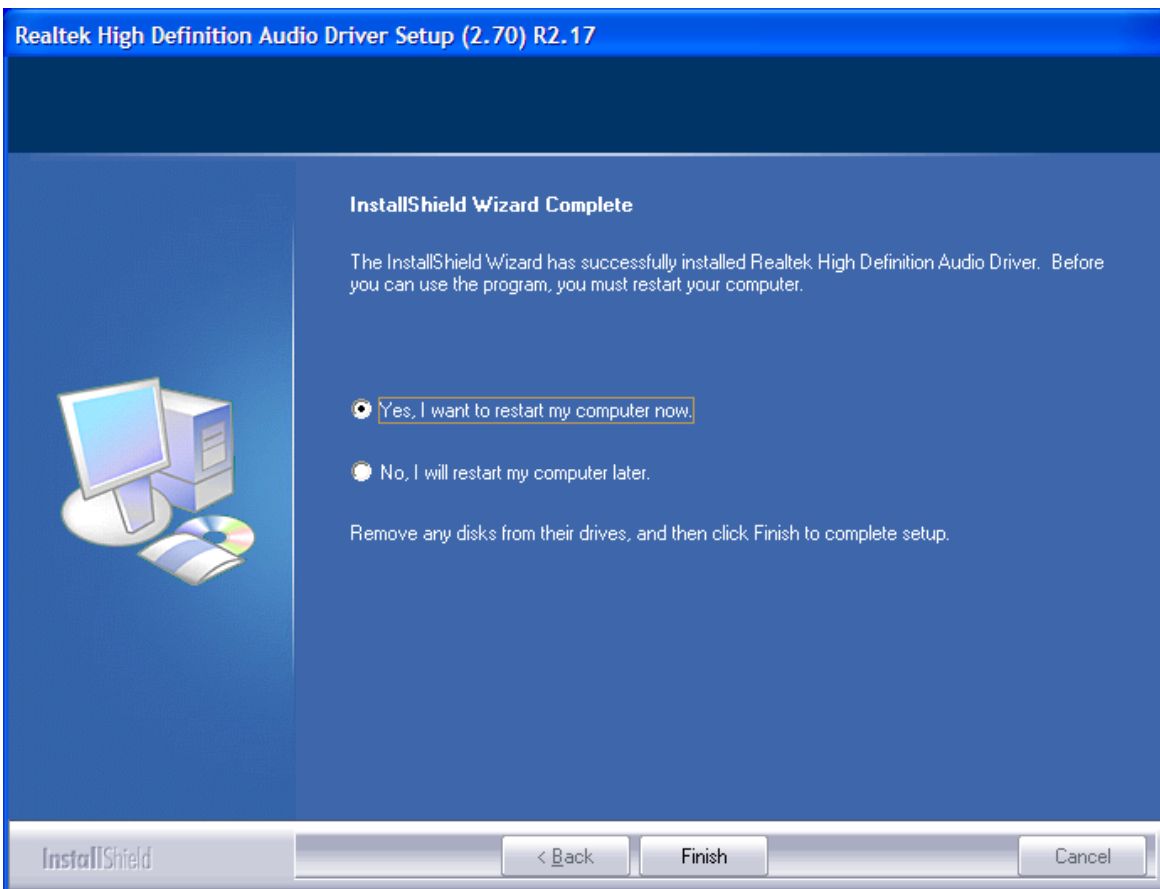 Realtek High Definition Audio Driver Setup (2.70) R2.17
InstallShield Wizard Complete
The InstallShield Wizard has successfully installed Realtek High Definition Audio Driver. Before
you can use the program, you must restart your computer.
Yes, I want to restart my computer now.
No, I will restart my computer later.
Remove any disks from their drives, and then click Finish to complete setup.
InstallShield
< Back
Finish
Cancel